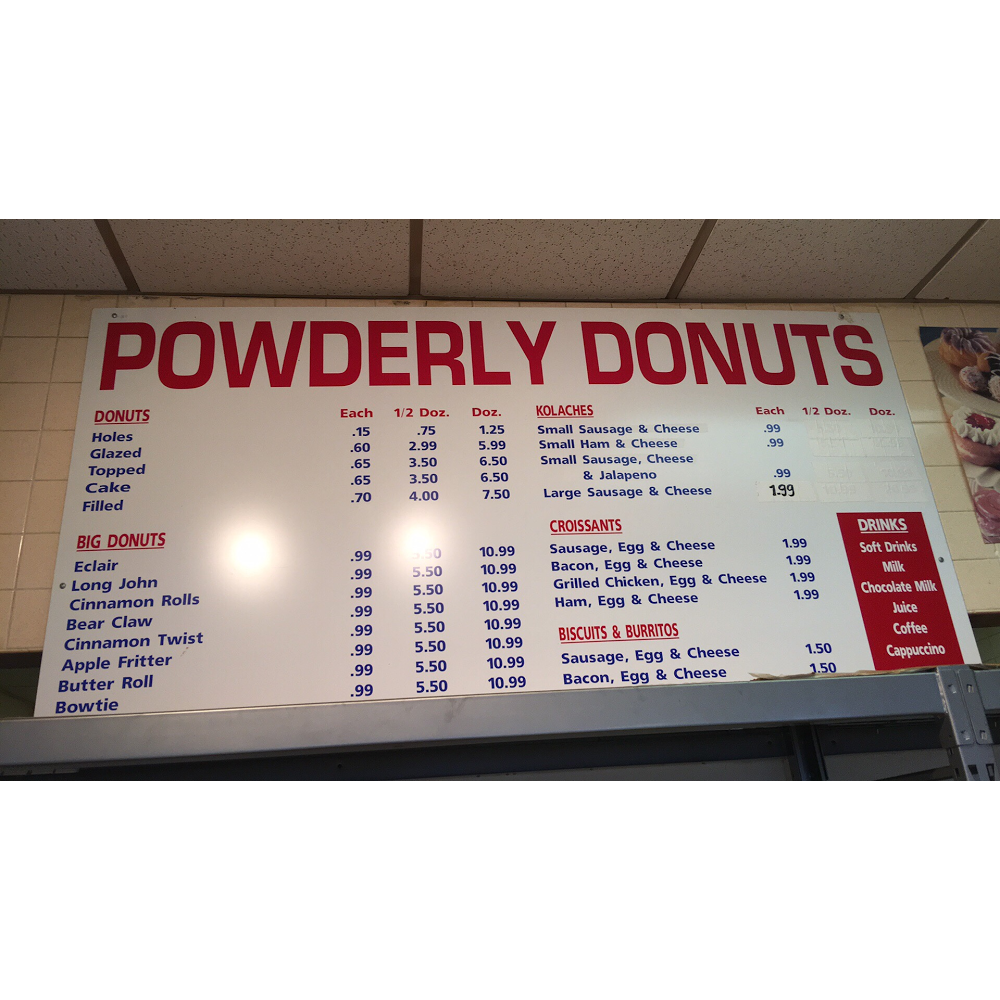 POWDERLY DONUTS
DONUTS Each 1/2 Doz. Doz.
Holes .15 .75 1.25
Glazed .60 2.99 5.99
Topped .65 3.50 6.50
Cake .65 3.50 6.50
Filled .70 4.00 7.50
BIG DONUTS
Eclair .99 5.50 10.99
Long John .99 5.50 10.99
Cinnamon Rolls .99 5.50 10.99
Bear Claw .99 5.50 10.99
Cinnamon Twist .99 5.50 10.99
Apple Fritter .99 5.50 10.99
Butter Roll .99 5.50 10.99
Bowtie .99 5.50 10.99
KOLACHES Each 1/2 Doz. Doz.
Small Sausage & Cheese .99
Small Ham & Cheese .99
Small Sausage, Cheese
& Jalapeno .99
Large Sausage & Cheese 1.99
CROISSANTS
Sausage, Egg & Cheese 1.99
Bacon, Egg & Cheese 1.99
Grilled Chicken, Egg & Cheese 1.99
Ham, Egg & Cheese 1.99
BISCUITS & BURRITOS
Sausage, Egg & Cheese 1.50
Bacon, Egg & Cheese 1.50
DRINKS
Soft Drinks
Milk
Chocolate Milk
Juice
Coffee
Cappuccino